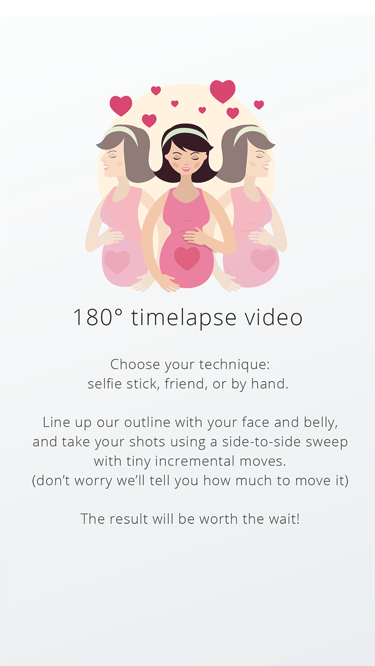 180° timelapse video
Choose your technique:
selfie stick, friend, or by hand.
Line up our outline with your face and belly,
and take your shots using a side-to-side sweep
with tiny incremental moves.
(don’t worry we’ll tell you how much to move it)
The result will be worth the wait!